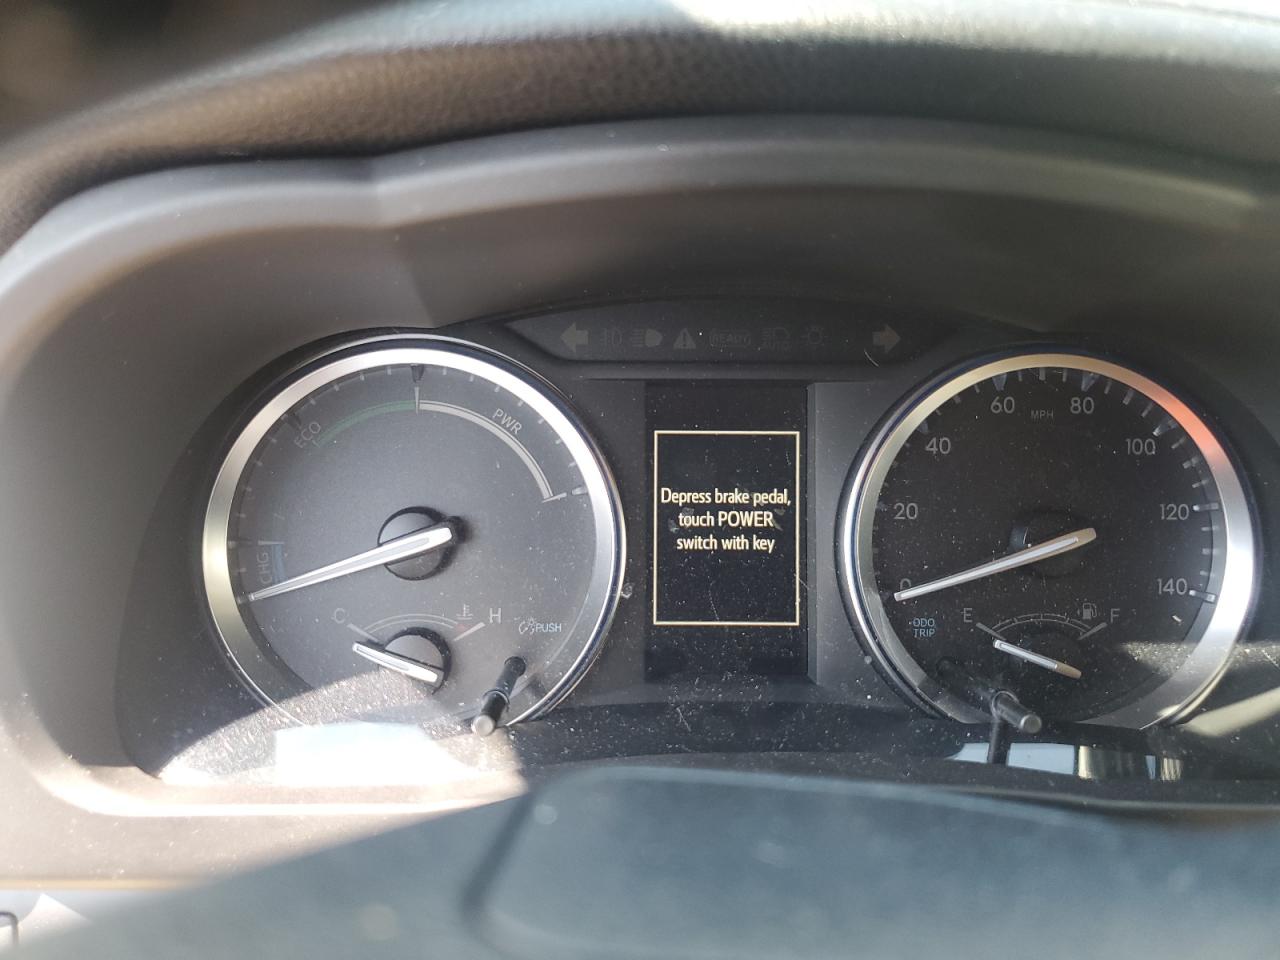 READY
ECO
PWR
CHG
C
H
PUSH
Depress brake pedal,
touch POWER
switch with key
0
20
40
60
MPH
80
100
120
140
ODO
TRIP
E
F